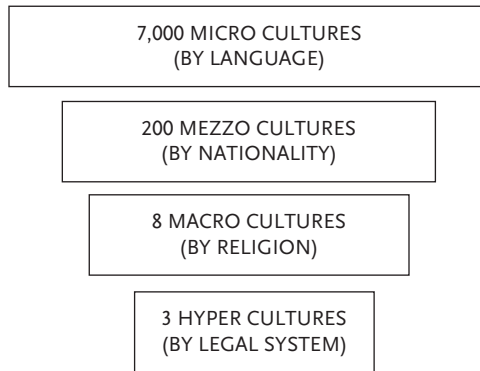 7,000 MICRO CULTURES
(BY LANGUAGE)
200 MEZZO CULTURES
(BY NATIONALITY)
8 MACRO CULTURES
(BY RELIGION)
3 HYPER CULTURES
(BY LEGAL SYSTEM)